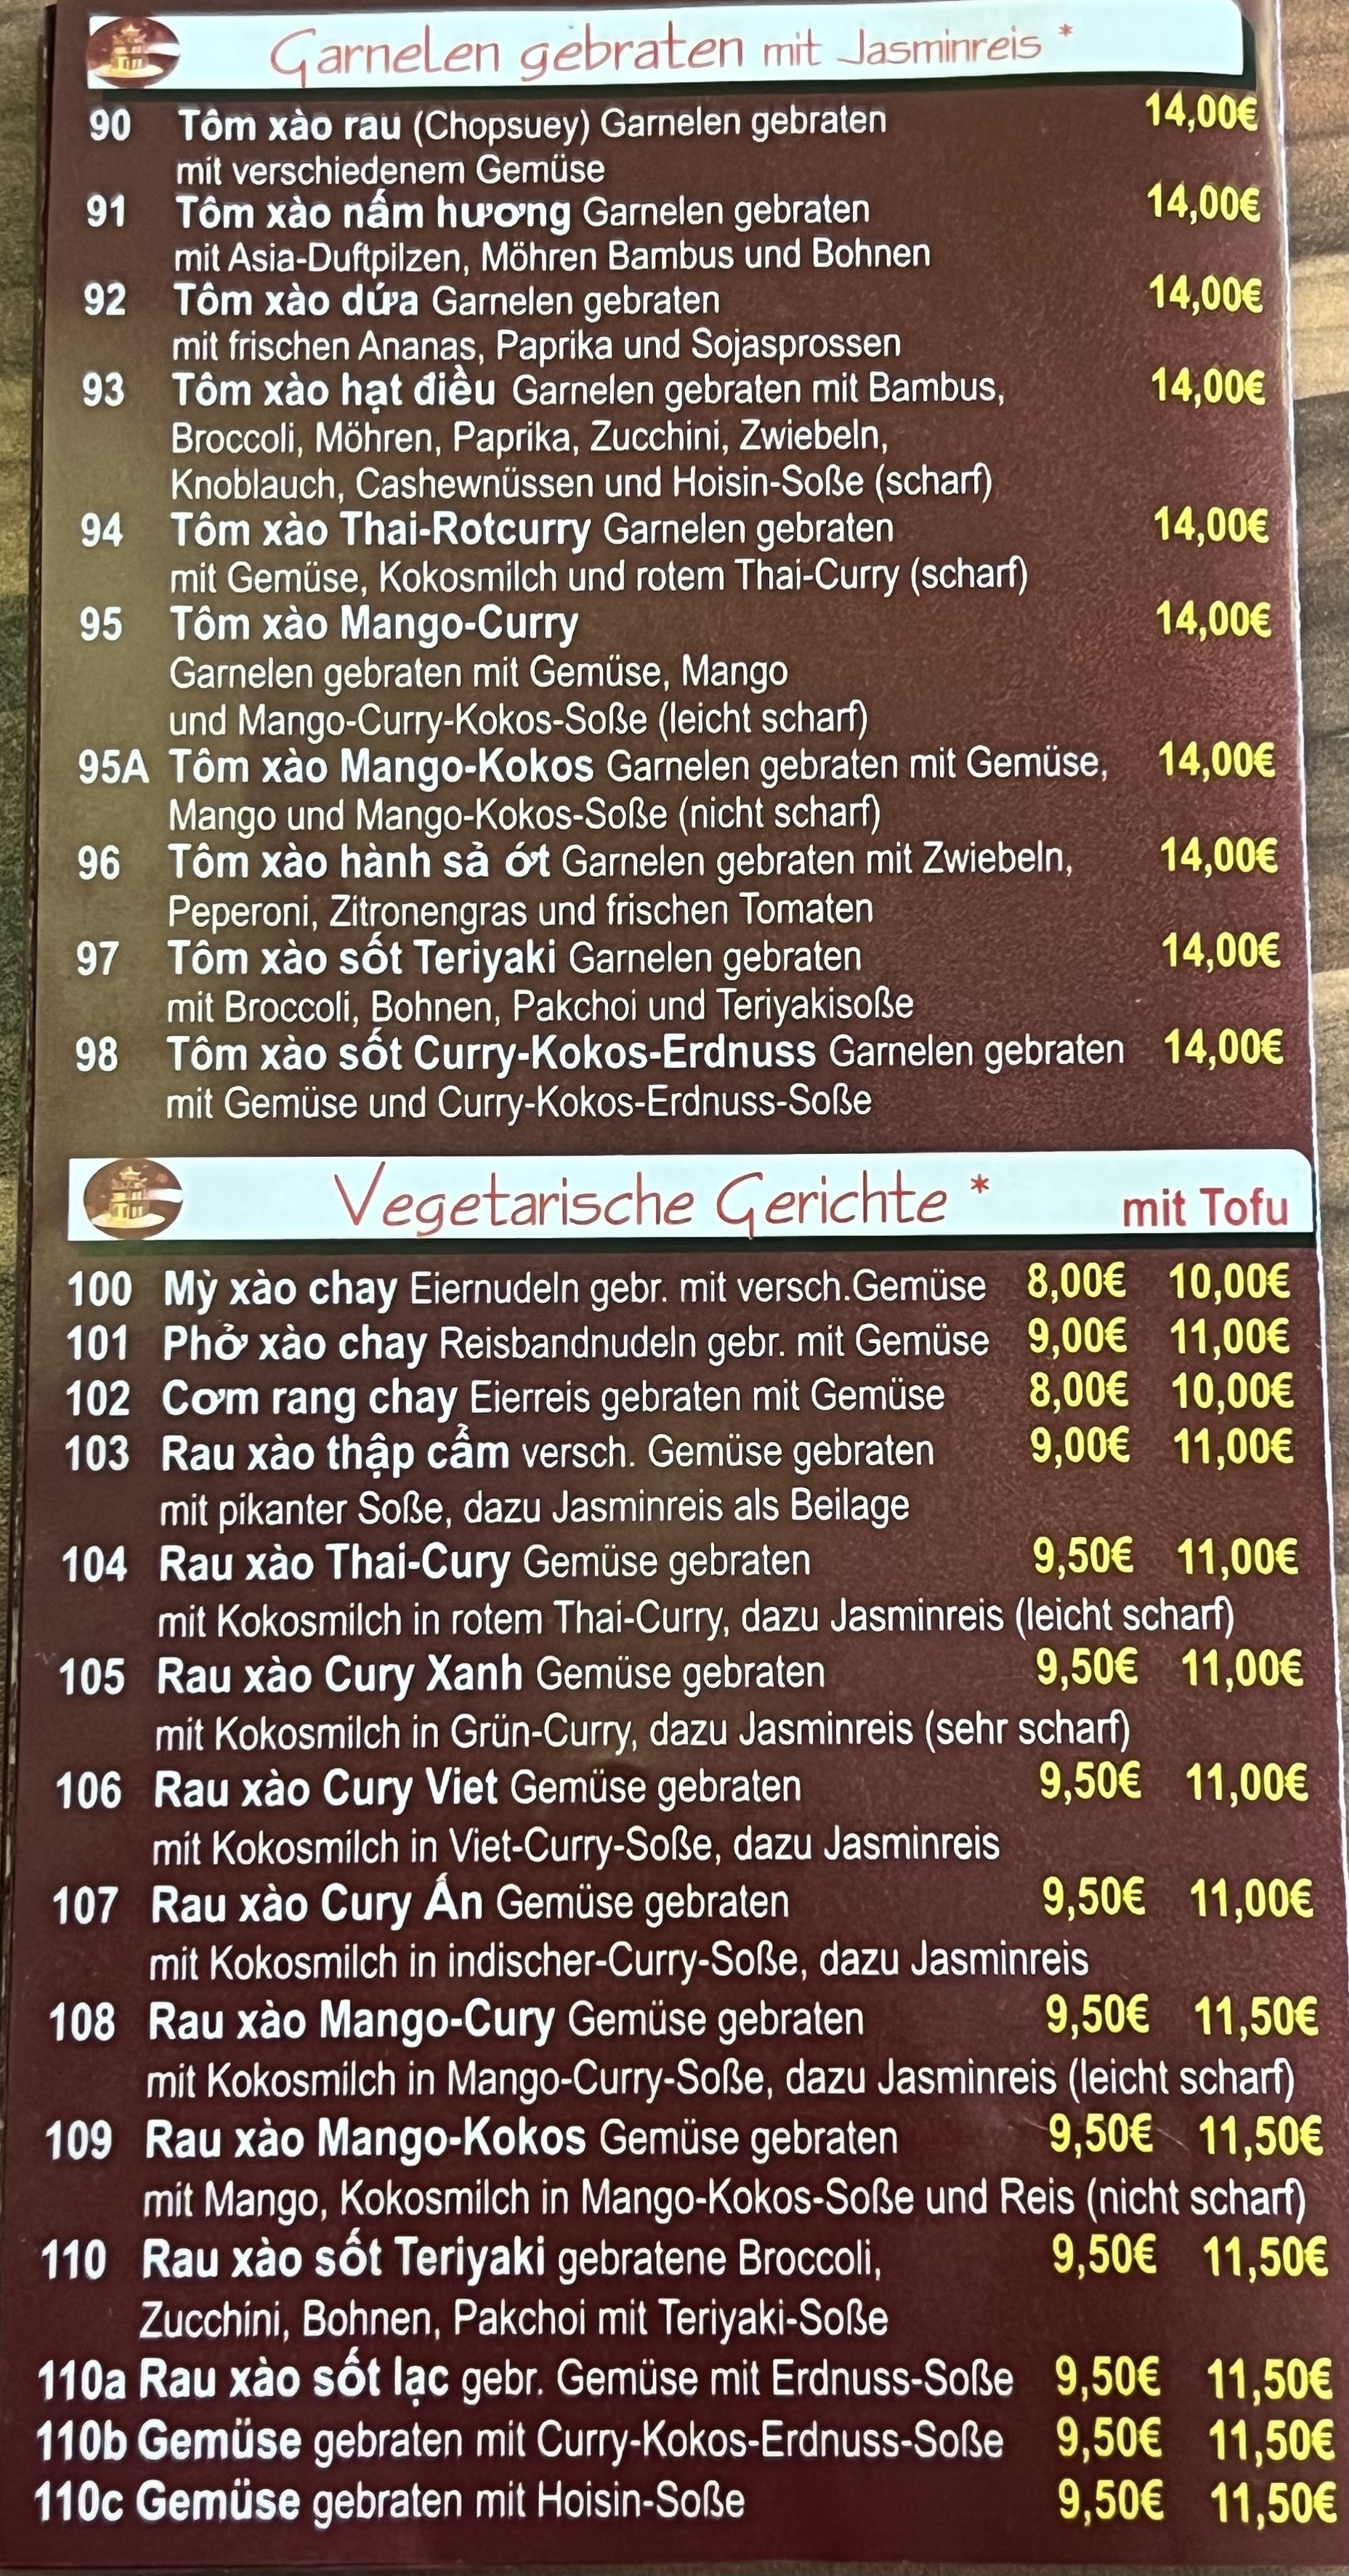 Garnelen gebraten mit Jasminreis *
90 Tôm xào rau (Chopsuey) Garnelen gebraten 14,00€
mit verschiedenem Gemüse
91 Tôm xào nấm hương Garnelen gebraten 14,00€
mit Asia-Duftpilzen, Möhren Bambus und Bohnen
92 Tôm xào dứa Garnelen gebraten 14,00€
mit frischen Ananas, Paprika und Sojasprossen
93 Tôm xào hạt điều Garnelen gebraten mit Bambus, 14,00€
Broccoli, Möhren, Paprika, Zucchini, Zwiebeln,
Knoblauch, Cashewnüssen und Hoisin-Soße (scharf)
94 Tôm xào Thai-Rotcurry Garnelen gebraten 14,00€
mit Gemüse, Kokosmilch und rotem Thai-Curry (scharf)
95 Tôm xào Mango-Curry 14,00€
Garnelen gebraten mit Gemüse, Mango
und Mango-Curry-Kokos-Soße (leicht scharf)
95A Tôm xào Mango-Kokos Garnelen gebraten mit Gemüse, 14,00€
Mango und Mango-Kokos-Soße (nicht scharf)
96 Tôm xào hành sả ớt Garnelen gebraten mit Zwiebeln, 14,00€
Peperoni, Zitronengras und frischen Tomaten
97 Tôm xào sốt Teriyaki Garnelen gebraten 14,00€
mit Broccoli, Bohnen, Pakchoi und Teriyakisoße
98 Tôm xào sốt Curry-Kokos-Erdnuss Garnelen gebraten 14,00€
mit Gemüse und Curry-Kokos-Erdnuss-Soße
Vegetarische Gerichte * mit Tofu
100 Mỳ xào chay Eiernudeln gebr. mit versch.Gemüse 8,00€ 10,00€
101 Phở xào chay Reisbandnudeln gebr. mit Gemüse 9,00€ 11,00€
102 Cơm rang chay Eierreis gebraten mit Gemüse 8,00€ 10,00€
103 Rau xào thập cẩm versch. Gemüse gebraten 9,00€ 11,00€
mit pikanter Soße, dazu Jasminreis als Beilage
104 Rau xào Thai-Cury Gemüse gebraten 9,50€ 11,00€
mit Kokosmilch in rotem Thai-Curry, dazu Jasminreis (leicht scharf)
105 Rau xào Cury Xanh Gemüse gebraten 9,50€ 11,00€
mit Kokosmilch in Grün-Curry, dazu Jasminreis (sehr scharf)
106 Rau xào Cury Viet Gemüse gebraten 9,50€ 11,00€
mit Kokosmilch in Viet-Curry-Soße, dazu Jasminreis
107 Rau xào Cury Ấn Gemüse gebraten 9,50€ 11,00€
mit Kokosmilch in indischer-Curry-Soße, dazu Jasminreis
108 Rau xào Mango-Cury Gemüse gebraten 9,50€ 11,50€
mit Kokosmilch in Mango-Curry-Soße, dazu Jasminreis (leicht scharf)
109 Rau xào Mango-Kokos Gemüse gebraten 9,50€ 11,50€
mit Mango, Kokosmilch in Mango-Kokos-Soße und Reis (nicht scharf)
110 Rau xào sốt Teriyaki gebratene Broccoli, 9,50€ 11,50€
Zucchini, Bohnen, Pakchoi mit Teriyaki-Soße
110a Rau xào sốt lạc gebr. Gemüse mit Erdnuss-Soße 9,50€ 11,50€
110b Gemüse gebraten mit Curry-Kokos-Erdnuss-Soße 9,50€ 11,50€
110c Gemüse gebraten mit Hoisin-Soße 9,50€ 11,50€